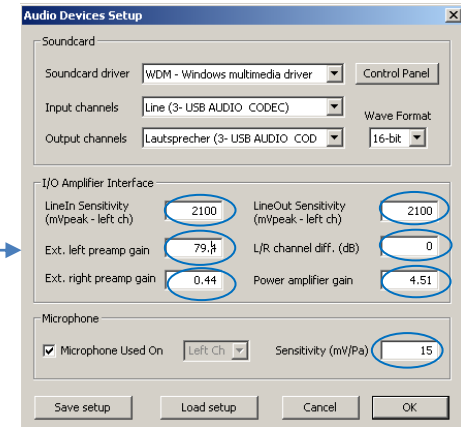 Audio Devices Setup
Soundcard
Soundcard driver WDM - Windows multimedia driver Control Panel
Input channels Line (3- USB AUDIO CODEC)
Wave Format
Output channels Lautsprecher (3- USB AUDIO COD 16-bit
I/O Amplifier Interface
LineIn Sensitivity (mVpeak - left ch) 2100 LineOut Sensitivity (mVpeak - left ch) 2100
Ext. left preamp gain 79.4 L/R channel diff. (dB) 0
Ext. right preamp gain 0.44 Power amplifier gain 4.51
Microphone
Microphone Used On Left Ch Sensitivity (mV/Pa) 15
Save setup Load setup Cancel OK